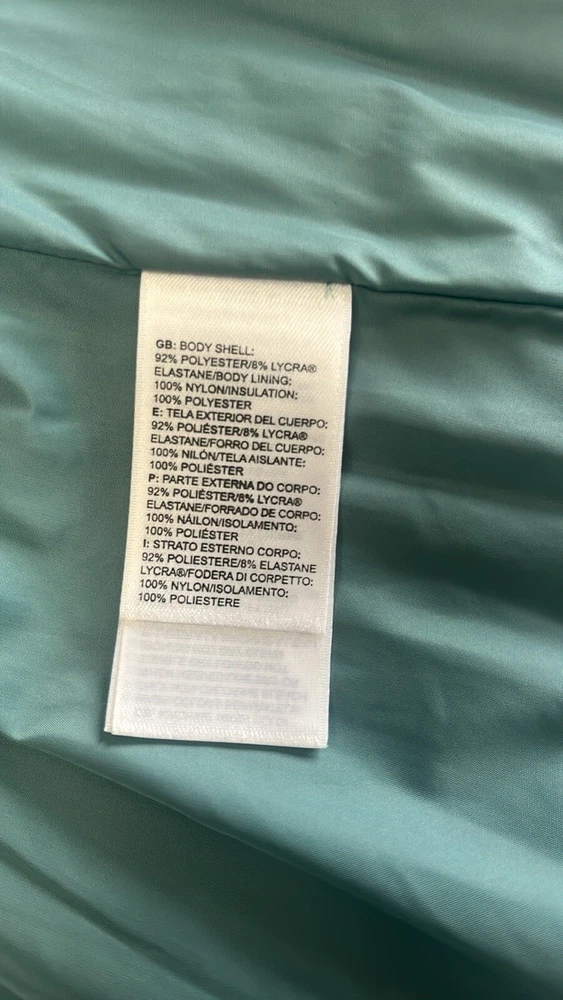 GB: BODY SHELL:
92% POLYESTER/8% LYCRA®
ELASTANE/BODY LINING:
100% NYLON/INSULATION:
100% POLYESTER
E: TELA EXTERIOR DEL CUERPO:
92% POLIÉSTER/8% LYCRA®
ELASTANE/FORRO DEL CUERPO:
100% NILÓN/TELA AISLANTE:
100% POLIÉSTER
P: PARTE EXTERNA DO CORPO:
92% POLIÉSTER/8% LYCRA®
ELASTANE/FORRADO DE CORPO:
100% NÁILON/ISOLAMENTO:
100% POLIÉSTER
I: STRATO ESTERNO CORPO:
92% POLIESTERE/8% ELASTANE
LYCRA®/FODERA DI CORPETTO:
100% NYLON/ISOLAMENTO:
100% POLIESTERE